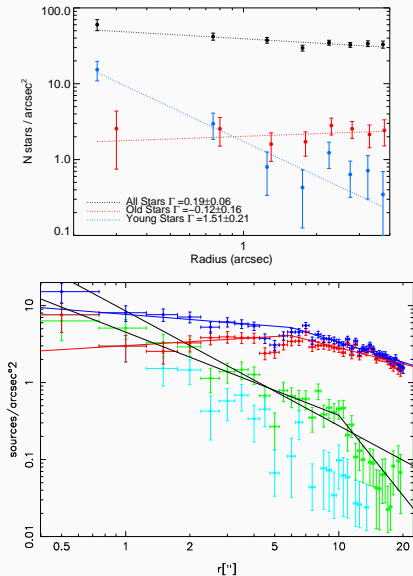 100.0
10.0
1.0
0.1
N stars / arcsec²
All Stars Γ =0.19±0.06
Old Stars Γ=−0.12±0.16
Young Stars Γ =1.51±0.21
1
Radius (arcsec)
10
1
0.1
0.01
sources/arcsec°2
0.5 1 2 5 10 20
r["]